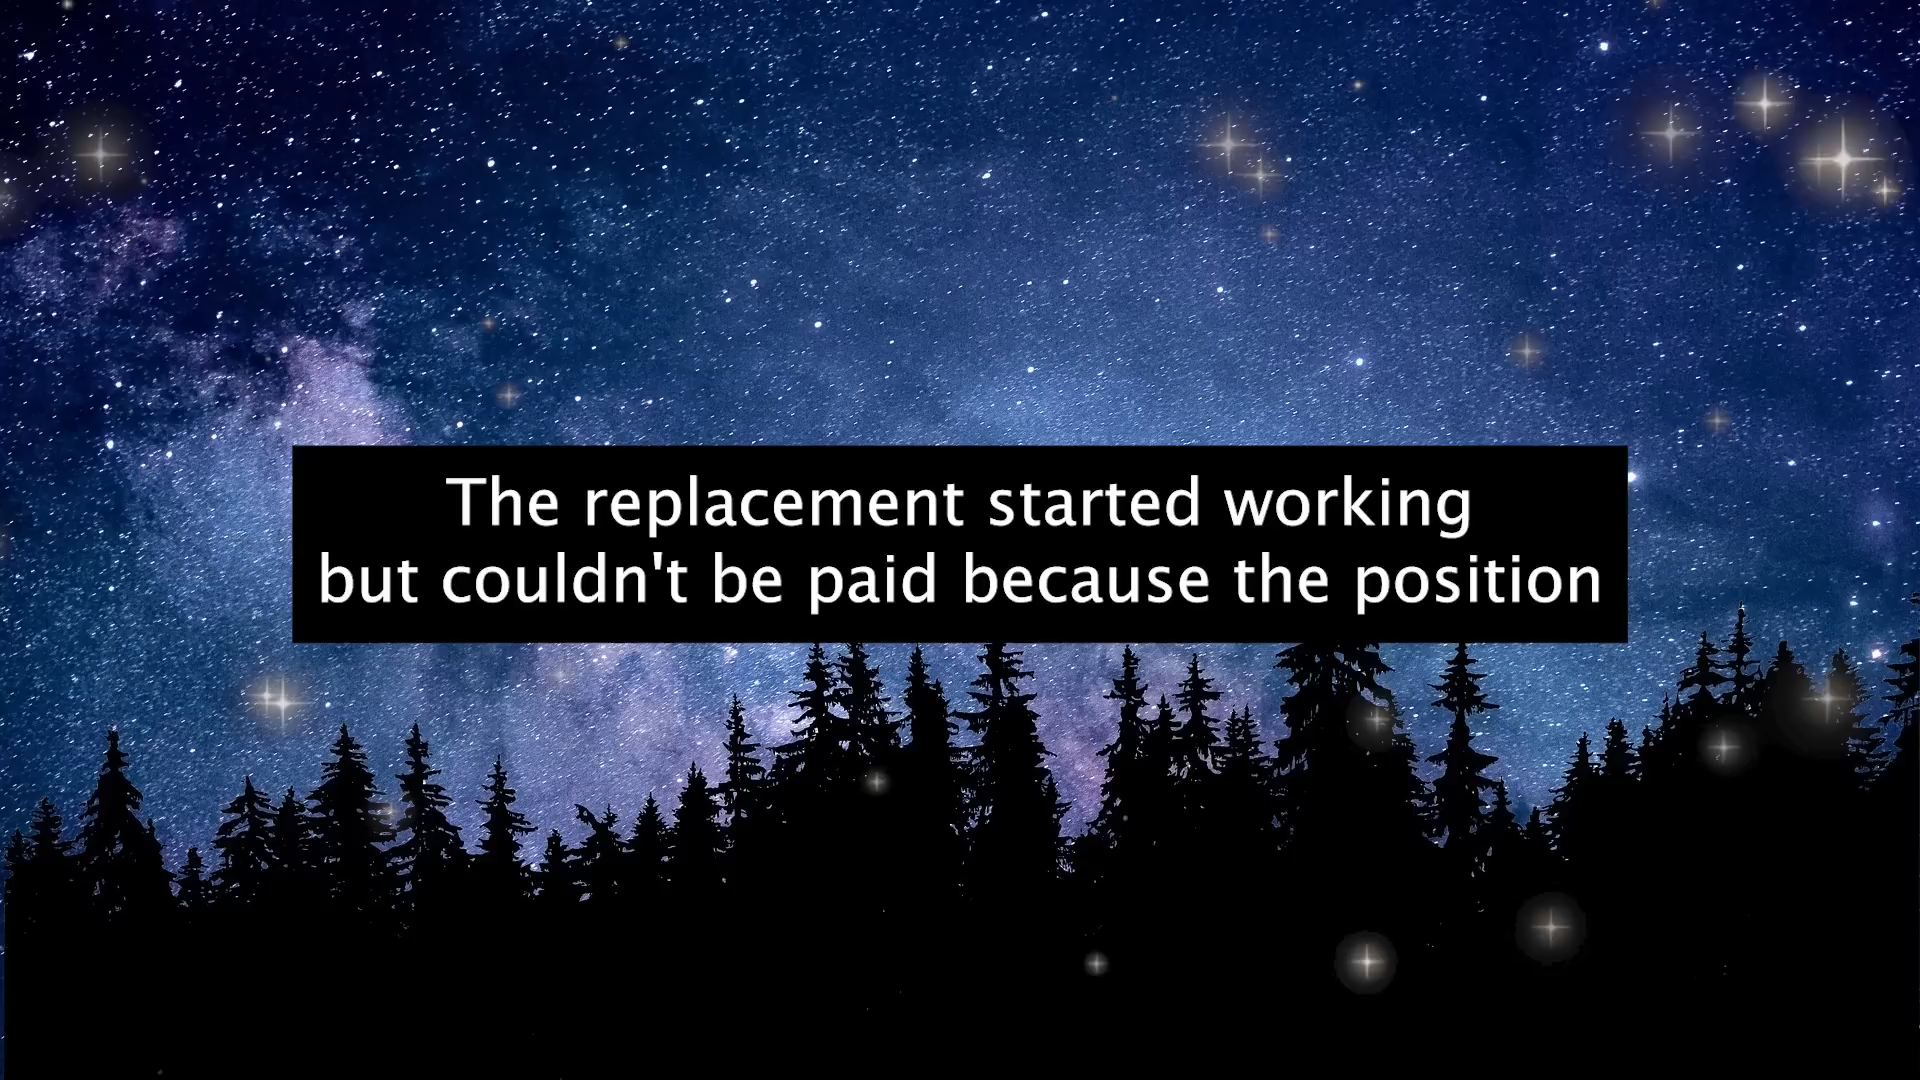 The replacement started working
but couldn't be paid because the position